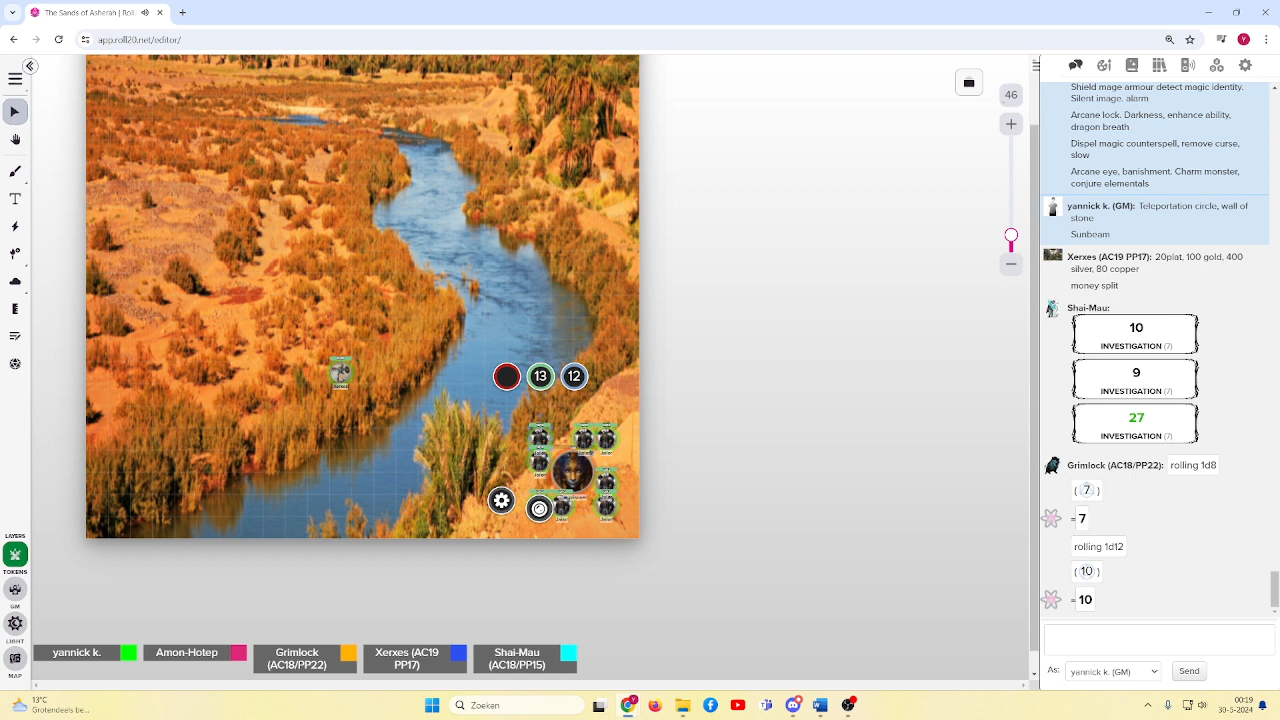 The Sands of Asherah | Roll
app.roll20.net/editor/
46
Shield mage armour detect magic identity.
Silent image. alarm
Arcane lock. Darkness, enhance ability,
dragon breath
Dispel magic counterspell, remove curse,
slow
Arcane eye, banishment. Charm monster,
conjure elementals
yannick k. (GM): Teleportation circle, wall of
stone
Sunbeam
Xerxes (AC19 PP17): 20plat, 100 gold, 400
silver, 80 copper
money split
Shai-Mau:
10
INVESTIGATION (7)
9
INVESTIGATION (7)
27
INVESTIGATION (7)
Grimlock (AC18/PP22): rolling 1d8
( 7 )
= 7
rolling 1d12
( 10 )
= 10
13
12
LAYERS
TOKENS
GM
LIGHT
MAP
yannick k.
Amon-Hotep
Grimlock
(AC18/PP22)
Xerxes (AC19
PP17)
Shai-Mau
(AC18/PP15)
As:
yannick k. (GM)
Send
13°C
Grotendeels be...
Zoeken
00:19
30-5-2024